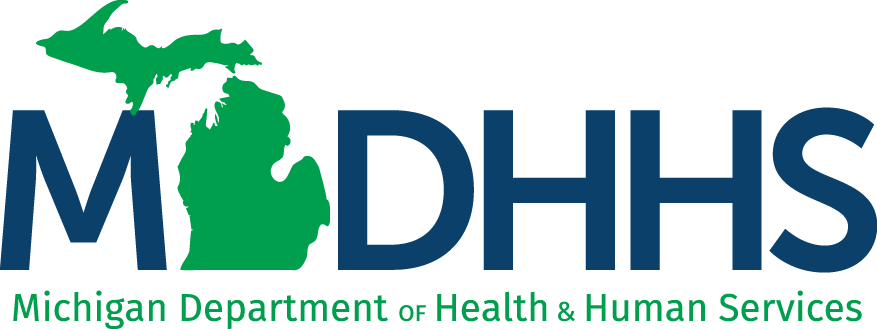 MDHHS
Michigan Department OF Health & Human Services